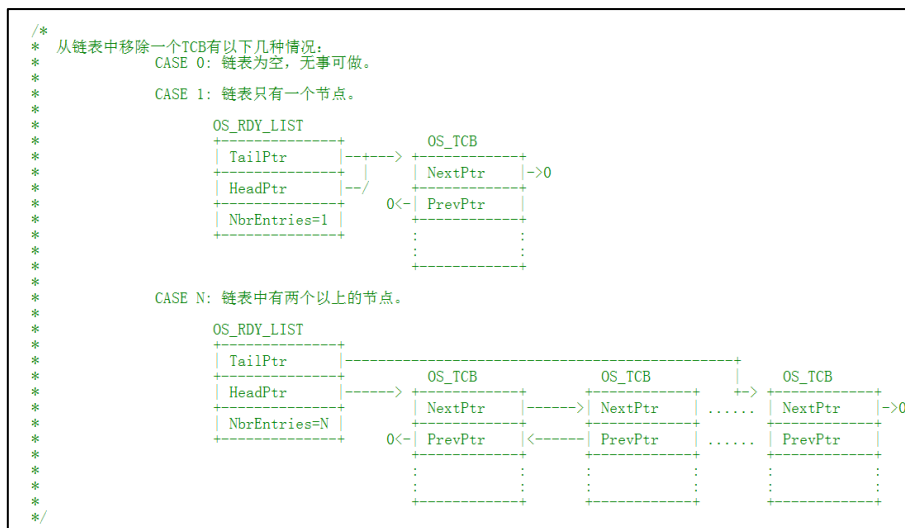 /*
*  从链表中移除一个TCB有以下几种情况：
*              CASE 0: 链表为空，无事可做。
*
*              CASE 1: 链表只有一个节点。
*
*                     OS_RDY_LIST
*                     +--------------+          OS_TCB
*                     | TailPtr      |--+---> +------------+
*                     +--------------+  |     | NextPtr    |->0
*                     | HeadPtr      |--/     +------------+
*                     +--------------+     0<-| PrevPtr    |
*                     | NbrEntries=1 |        +------------+
*                     +--------------+        :            :
*                                             :            :
*                                             +------------+
*
*              CASE N: 链表中有两个以上的节点。
*
*                     OS_RDY_LIST
*                     +--------------+
*                     | TailPtr      |-----------------------------------------------+
*                     +--------------+          OS_TCB               OS_TCB          |     OS_TCB
*                     | HeadPtr      |------> +------------+       +------------+    +-> +------------+
*                     +--------------+        | NextPtr    |------>| NextPtr    | ...... | NextPtr    |->0
*                     | NbrEntries=N |        +------------+       +------------+        +------------+
*                     +--------------+     0<-| PrevPtr    |<------| PrevPtr    | ...... | PrevPtr    |
*                                             +------------+       +------------+        +------------+
*                                             :            :       :            :        :            :
*                                             :            :       :            :        :            :
*                                             +------------+       +------------+        +------------+
*/